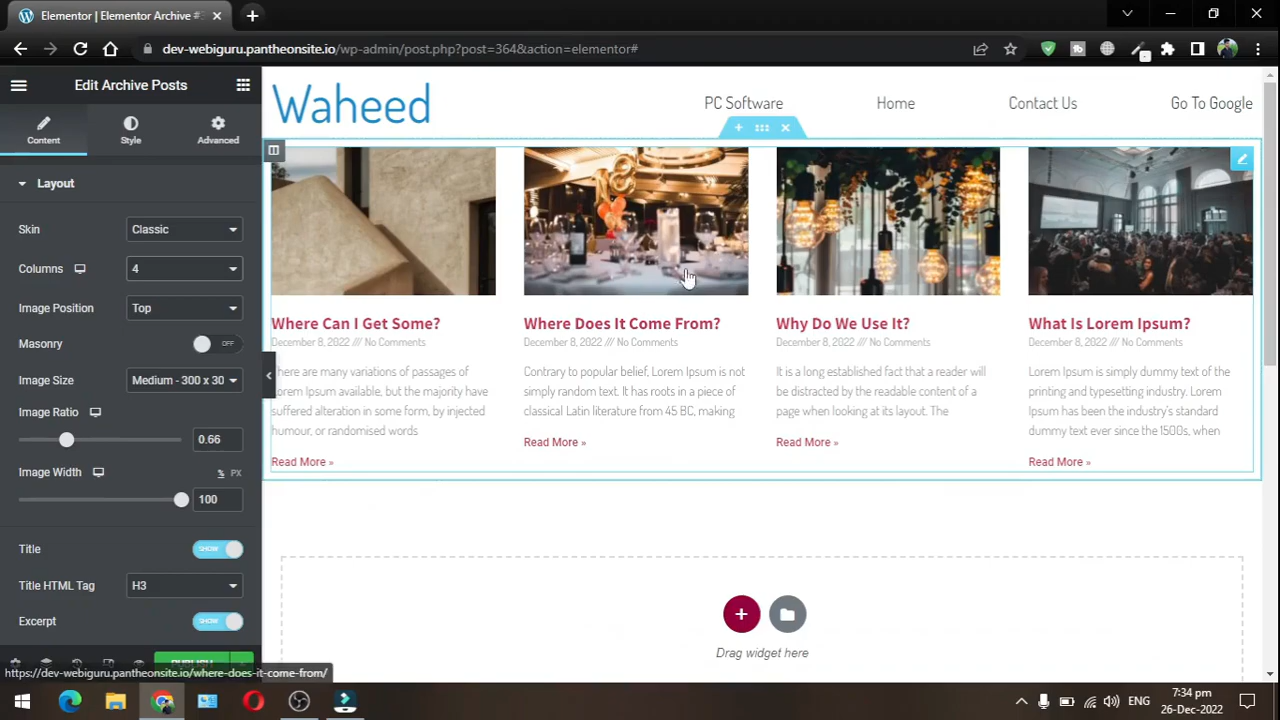 Elementor | Elementor Archive #3
dev-webiguru.pantheonsite.io/wp-admin/post.php?post=364&action=elementor#
Edit Archive Posts
Content
Style
Advanced
Layout
Skin
Classic
Columns
4
Image Position
Top
Masonry
OFF
Image Size
Medium - 300 x 30
Image Ratio
0.66
Image Width
% PX
100
Title
SHOW
Title HTML Tag
H3
Excerpt
SHOW
PUBLISH
https://dev-webiguru.pantheonsite.io/where-does-it-come-from/
Waheed
PC Software
Home
Contact Us
Go To Google
Where Can I Get Some?
December 8, 2022 /// No Comments
There are many variations of passages of
Lorem Ipsum available, but the majority have
suffered alteration in some form, by injected
humour, or randomised words
Read More »
Where Does It Come From?
December 8, 2022 /// No Comments
Contrary to popular belief, Lorem Ipsum is not
simply random text. It has roots in a piece of
classical Latin literature from 45 BC, making
Read More »
Why Do We Use It?
December 8, 2022 /// No Comments
It is a long established fact that a reader will
be distracted by the readable content of a
page when looking at its layout. The
Read More »
What Is Lorem Ipsum?
December 8, 2022 /// No Comments
Lorem Ipsum is simply dummy text of the
printing and typesetting industry. Lorem
Ipsum has been the industry's standard
dummy text ever since the 1500s, when
Read More »
Drag widget here
ENG
7:34 pm
26-Dec-2022